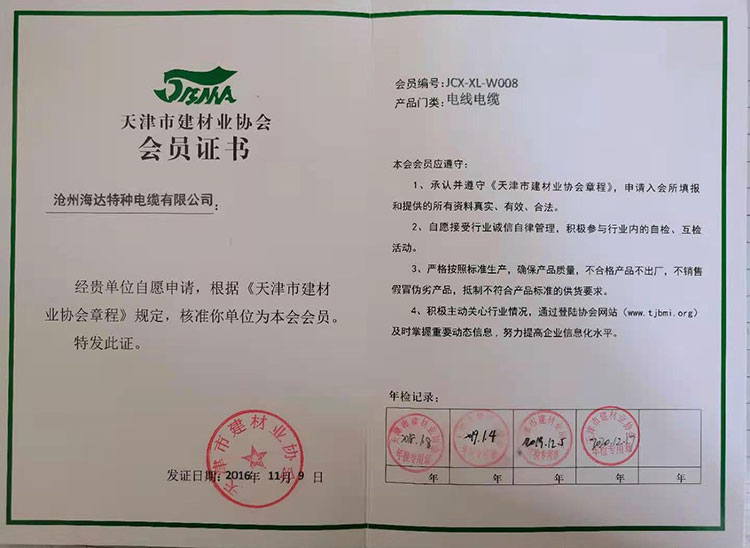 天津市建材业协会
会员证书
沧州海达特种电缆有限公司:
经贵单位自愿申请，根据《天津市建材
业协会章程》规定，核准你单位为本会会员。
特发此证。
天津市建材业协会
发证日期:2016年 11月 9日
会员编号:JCX-XL-W008
产品门类:电线电缆
本会会员应遵守:
1、承认并遵守《天津市建材业协会章程》，申请入会所填报
和提供的所有资料真实、有效、合法。
2、自愿接受行业诚信自律管理，积极参与行业内的自检、互检
活动。
3、严格按照标准生产，确保产品质量，不合格产品不出厂，不销售
假冒伪劣产品，抵制不符合产品标准的供货要求。
4、积极主动关心行业情况，通过登陆协会网站(www.tjbmi.org)
及时掌握重要动态信息，努力提高企业信息化水平。
年检记录:
2018.1.8 2019.1.4 2019.12.5
年 年 年 年 年